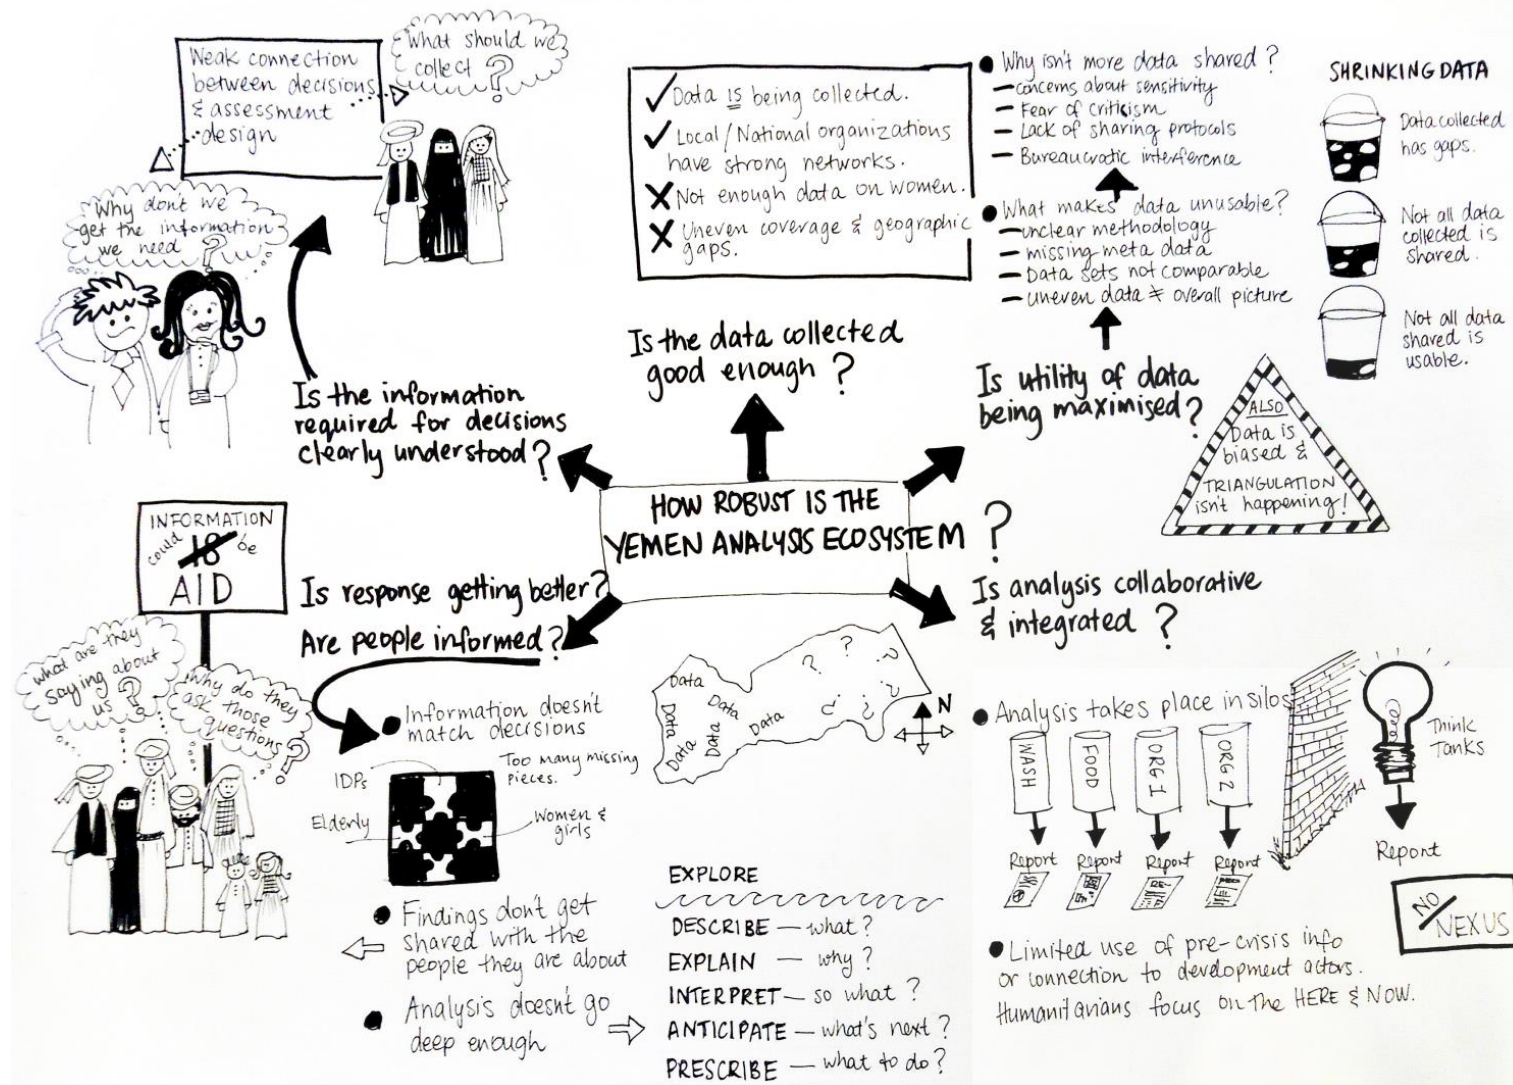 Weak connection
between decisions
& assessment
design
What should we
collect?
Why don't we
get the information
we need?
Is the information
required for decisions
clearly understood?
✓ Data is being collected.
✓ Local/National organizations
have strong networks.
✗ Not enough data on women.
✗ Uneven coverage & geographic
gaps.
Is the data collected
good enough?
● Why isn't more data shared?
– concerns about sensitivity
– Fear of criticism
– Lack of sharing protocols
– Bureaucratic interference
● What makes data unusable?
– unclear methodology
– missing meta data
– Data sets not comparable
– uneven data ≠ overall picture
Is utility of data
being maximised?
SHRINKING DATA
Data collected
has gaps.
Not all data
collected is
shared.
Not all data
shared is
usable.
ALSO
Data is
biased &
TRIANGULATION
isn't happening!
HOW ROBUST IS THE
YEMEN ANALYSIS ECOSYSTEM?
INFORMATION
could IS be
AID
Is response getting better?
Are people informed?
what are they
saying about
us?
Why do they
ask those
questions?
● Information doesn't
match decisions
Too many missing
pieces.
IDPs
Elderly
Women &
girls
● Findings don't get
shared with the
people they are about
● Analysis doesn't go
deep enough
Data
Data
Data
Data
Data
Data
? ? ? ? ? ?
N
EXPLORE
DESCRIBE – what?
EXPLAIN – why?
INTERPRET – so what?
ANTICIPATE – what's next?
PRESCRIBE – what to do?
Is analysis collaborative
& integrated?
● Analysis takes place in silos
WASH
FOOD
ORG 1
ORG 2
Report
Report
Report
Report
Think
Tanks
Report
NO
NEXUS
● Limited use of pre-crisis info
or connection to development actors.
Humanitarians focus on the HERE & NOW.